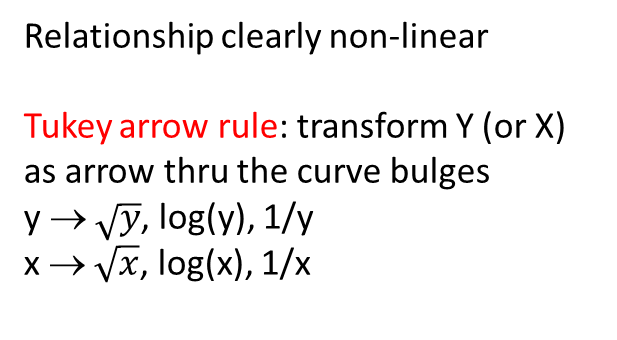 Relationship clearly non-linear
Tukey arrow rule: transform Y (or X)
as arrow thru the curve bulges
y → √y, log(y), 1/y
x → √x, log(x), 1/x